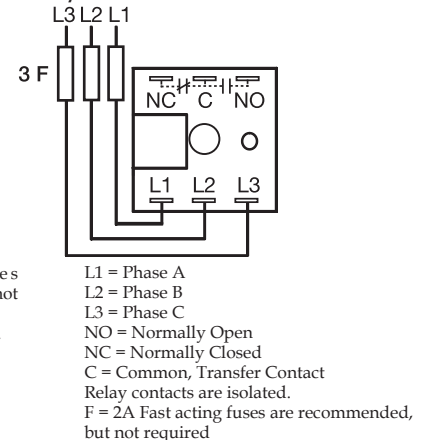 L3 L2 L1
3 F
NC C NO
L1 L2 L3
L1 = Phase A
L2 = Phase B
L3 = Phase C
NO = Normally Open
NC = Normally Closed
C = Common, Transfer Contact
Relay contacts are isolated.
F = 2A Fast acting fuses are recommended,
but not required